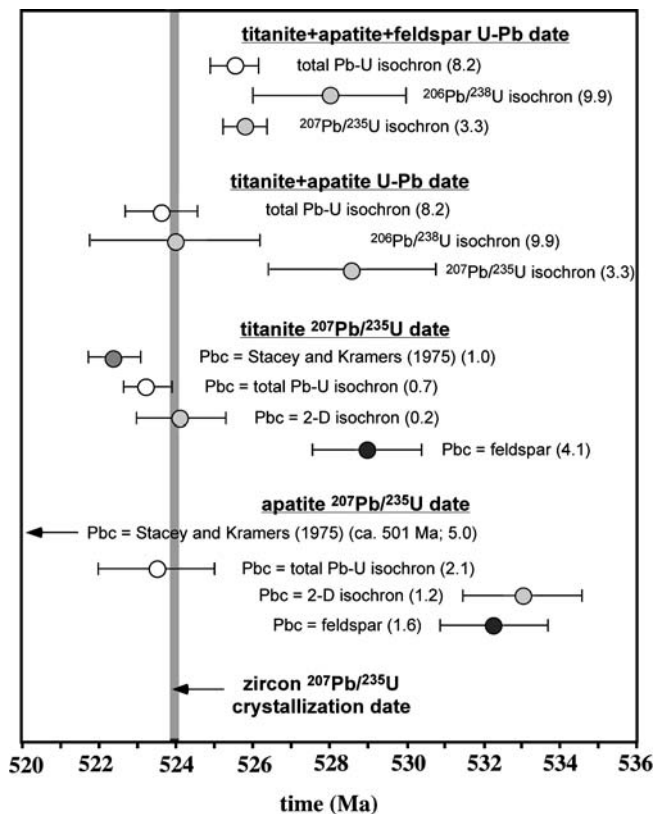 titanite+apatite+feldspar U-Pb date
total Pb-U isochron (8.2)
²⁰⁶Pb/²³⁸U isochron (9.9)
²⁰⁷Pb/²³⁵U isochron (3.3)
titanite+apatite U-Pb date
total Pb-U isochron (8.2)
²⁰⁶Pb/²³⁸U isochron (9.9)
²⁰⁷Pb/²³⁵U isochron (3.3)
titanite ²⁰⁷Pb/²³⁵U date
Pbc = Stacey and Kramers (1975) (1.0)
Pbc = total Pb-U isochron (0.7)
Pbc = 2-D isochron (0.2)
Pbc = feldspar (4.1)
apatite ²⁰⁷Pb/²³⁵U date
Pbc = Stacey and Kramers (1975) (ca. 501 Ma; 5.0)
Pbc = total Pb-U isochron (2.1)
Pbc = 2-D isochron (1.2)
Pbc = feldspar (1.6)
zircon ²⁰⁷Pb/²³⁵U
crystallization date
520 522 524 526 528 530 532 534 536
time (Ma)